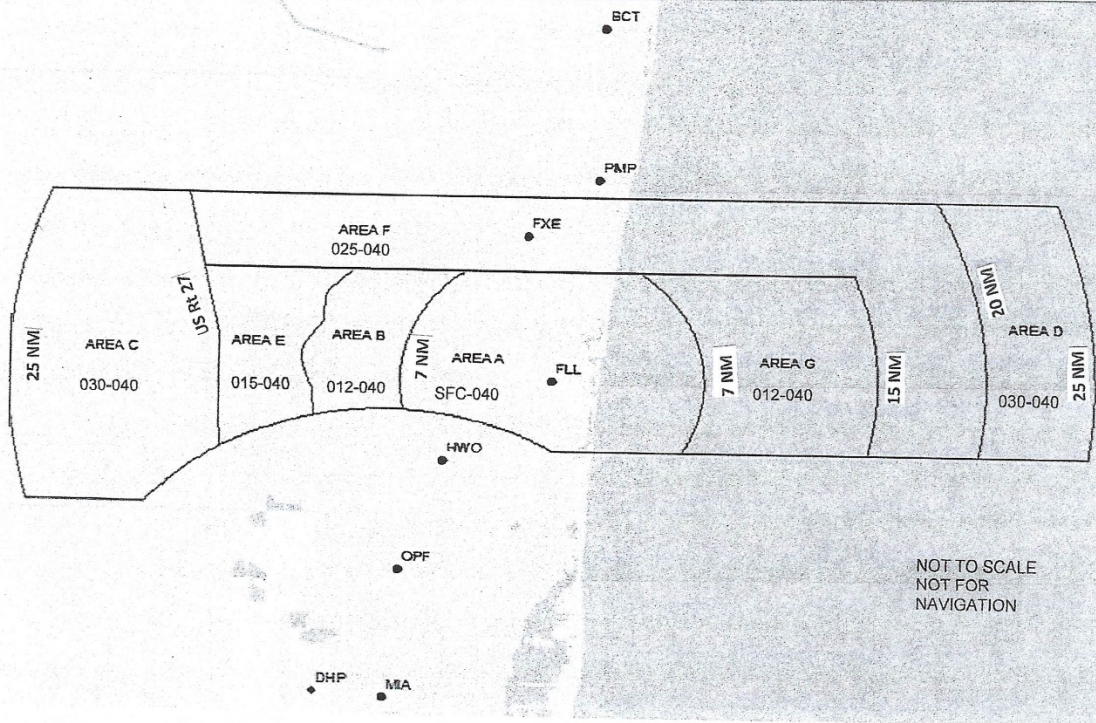 BCT
PMP
FXE
AREA F
025-040
US Rt 27
20 NM
25 NM
AREA C
030-040
AREA E
015-040
AREA B
012-040
7 NM
AREA A
SFC-040
FLL
7 NM
AREA G
012-040
15 NM
AREA D
030-040
25 NM
HWO
OPF
NOT TO SCALE
NOT FOR
NAVIGATION
DHP
MIA